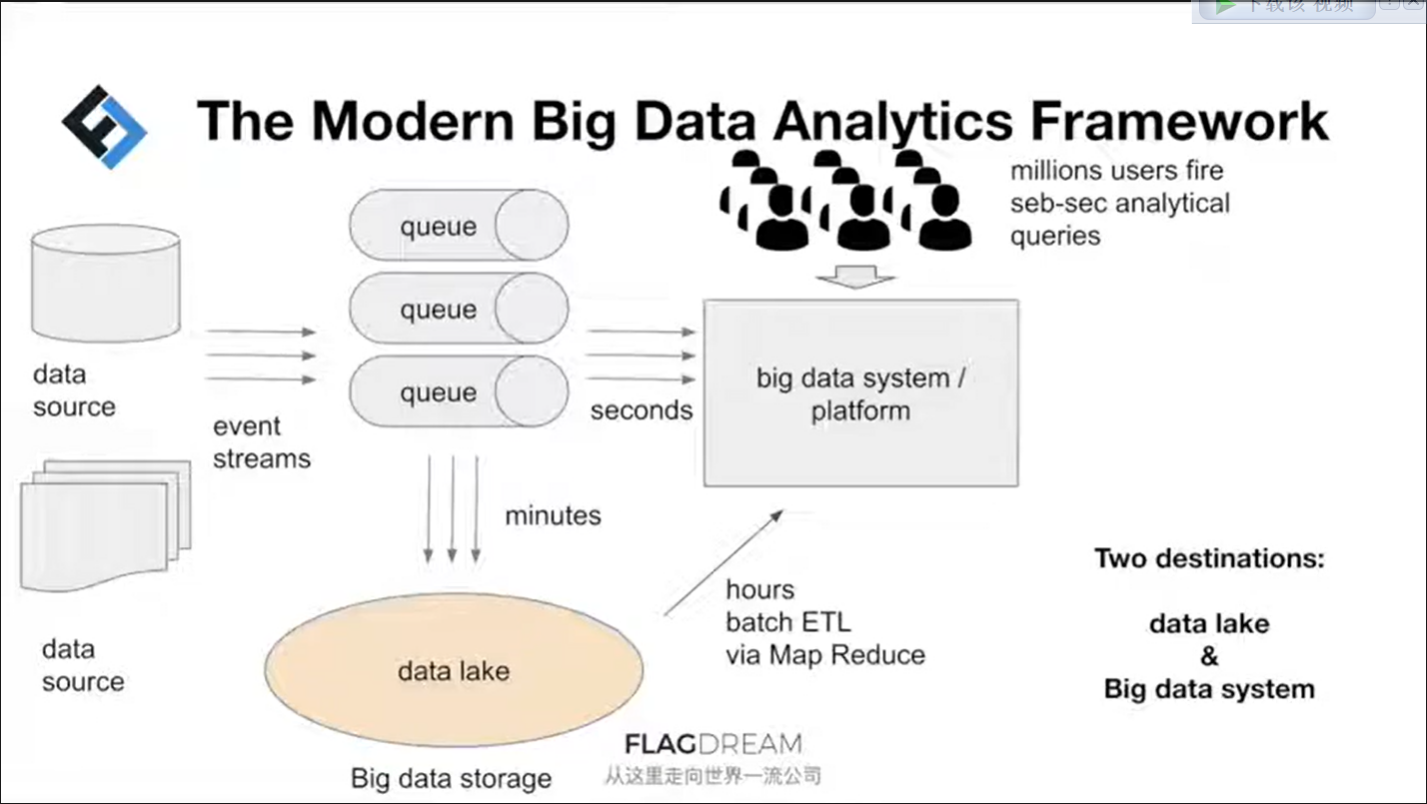 下载该 视频
The Modern Big Data Analytics Framework
millions users fire
seb-sec analytical
queries
queue
queue
queue
data
source
event
streams
seconds
big data system /
platform
data
source
minutes
hours
batch ETL
via Map Reduce
data lake
Big data storage
Two destinations:
data lake
&
Big data system
FLAGDREAM
从这里走向世界一流公司